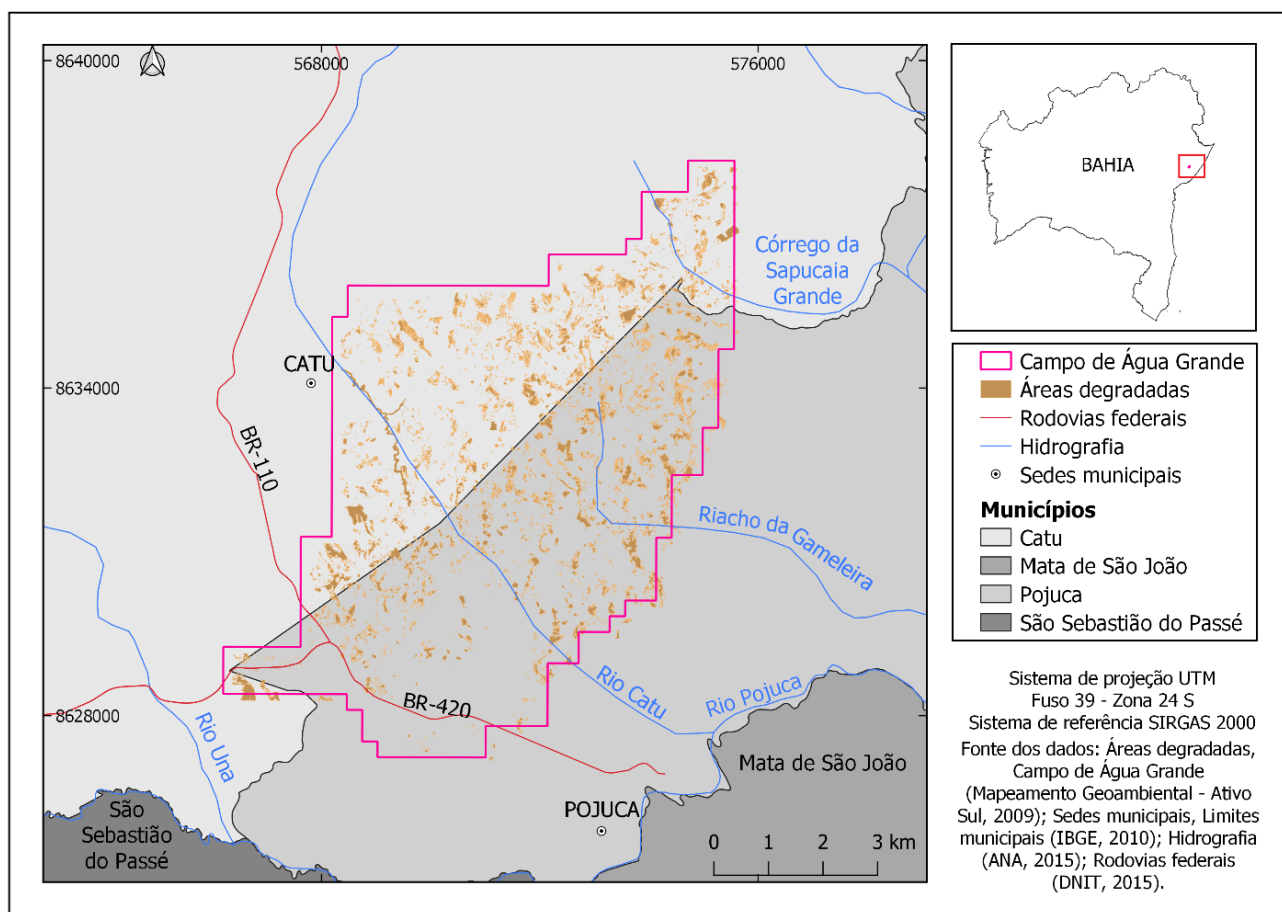 8640000
568000
576000
Córrego da
Sapucaia
Grande
CATU
8634000
BR-110
Riacho da Gameleira
BR-420
Rio Catu
Rio Pojuca
8628000
Rio Una
Mata de São João
São
Sebastião
do Passé
POJUCA
0 1 2 3 km
BAHIA
Campo de Água Grande
Áreas degradadas
Rodovias federais
Hidrografia
Sedes municipais
Municípios
Catu
Mata de São João
Pojuca
São Sebastião do Passé
Sistema de projeção UTM
Fuso 39 - Zona 24 S
Sistema de referência SIRGAS 2000
Fonte dos dados: Áreas degradadas,
Campo de Água Grande
(Mapeamento Geoambiental - Ativo
Sul, 2009); Sedes municipais, Limites
municipais (IBGE, 2010); Hidrografia
(ANA, 2015); Rodovias federais
(DNIT, 2015).